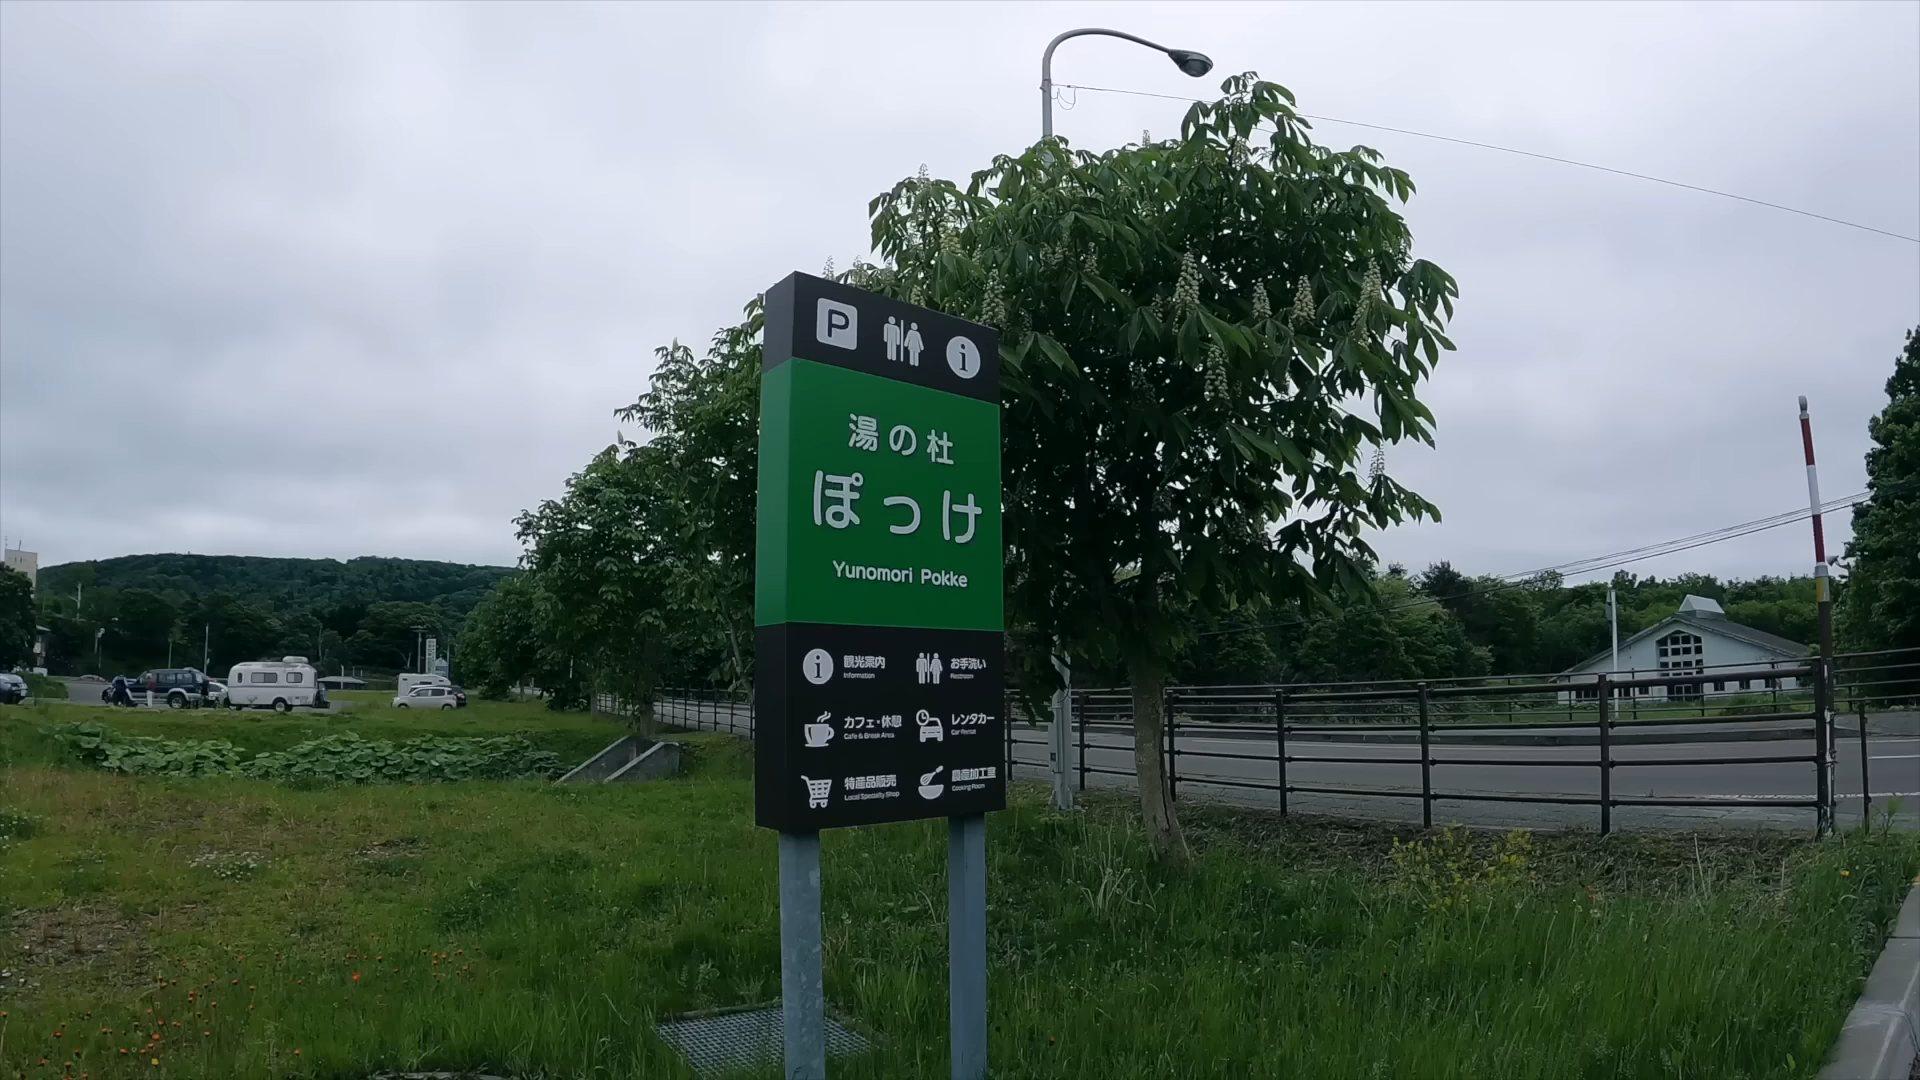 P
湯の杜
ぽっけ
Yunomori Pokke
観光案内
Information
お手洗い
Restroom
カフェ・休憩
Cafe & Break Area
レンタカー
Car Rental
特産品販売
Local Specialty Shop
農産加工室
Cooking Room